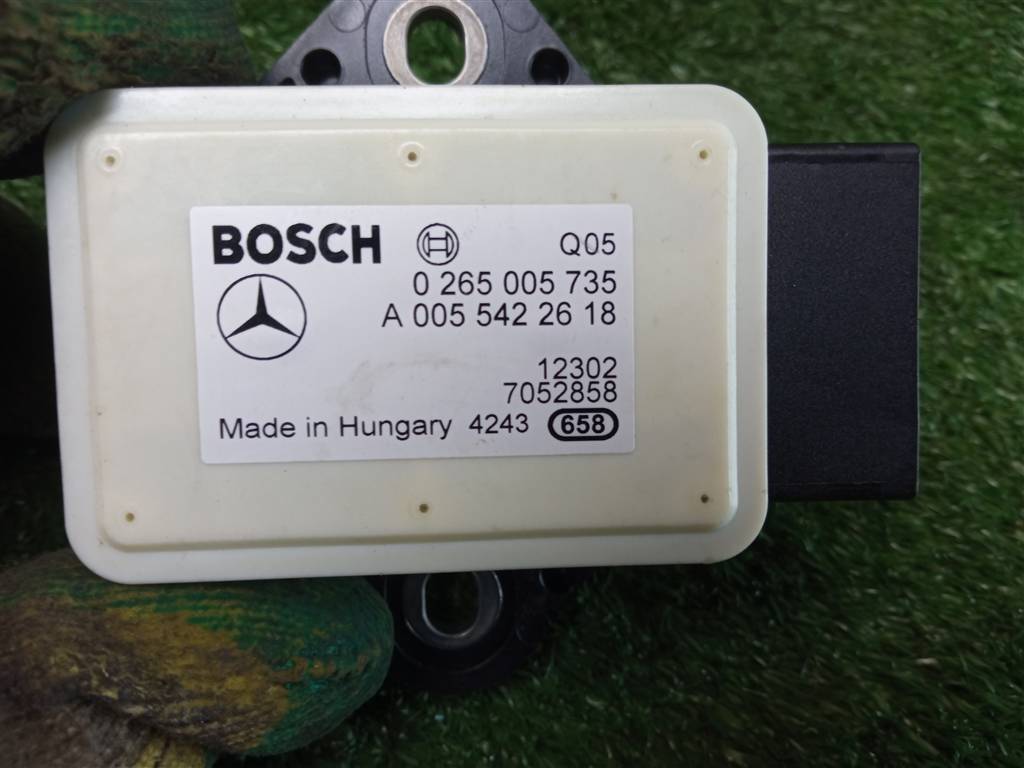 BOSCH Q05
0 265 005 735
A 005 542 26 18
12302
7052858
Made in Hungary 4243 658